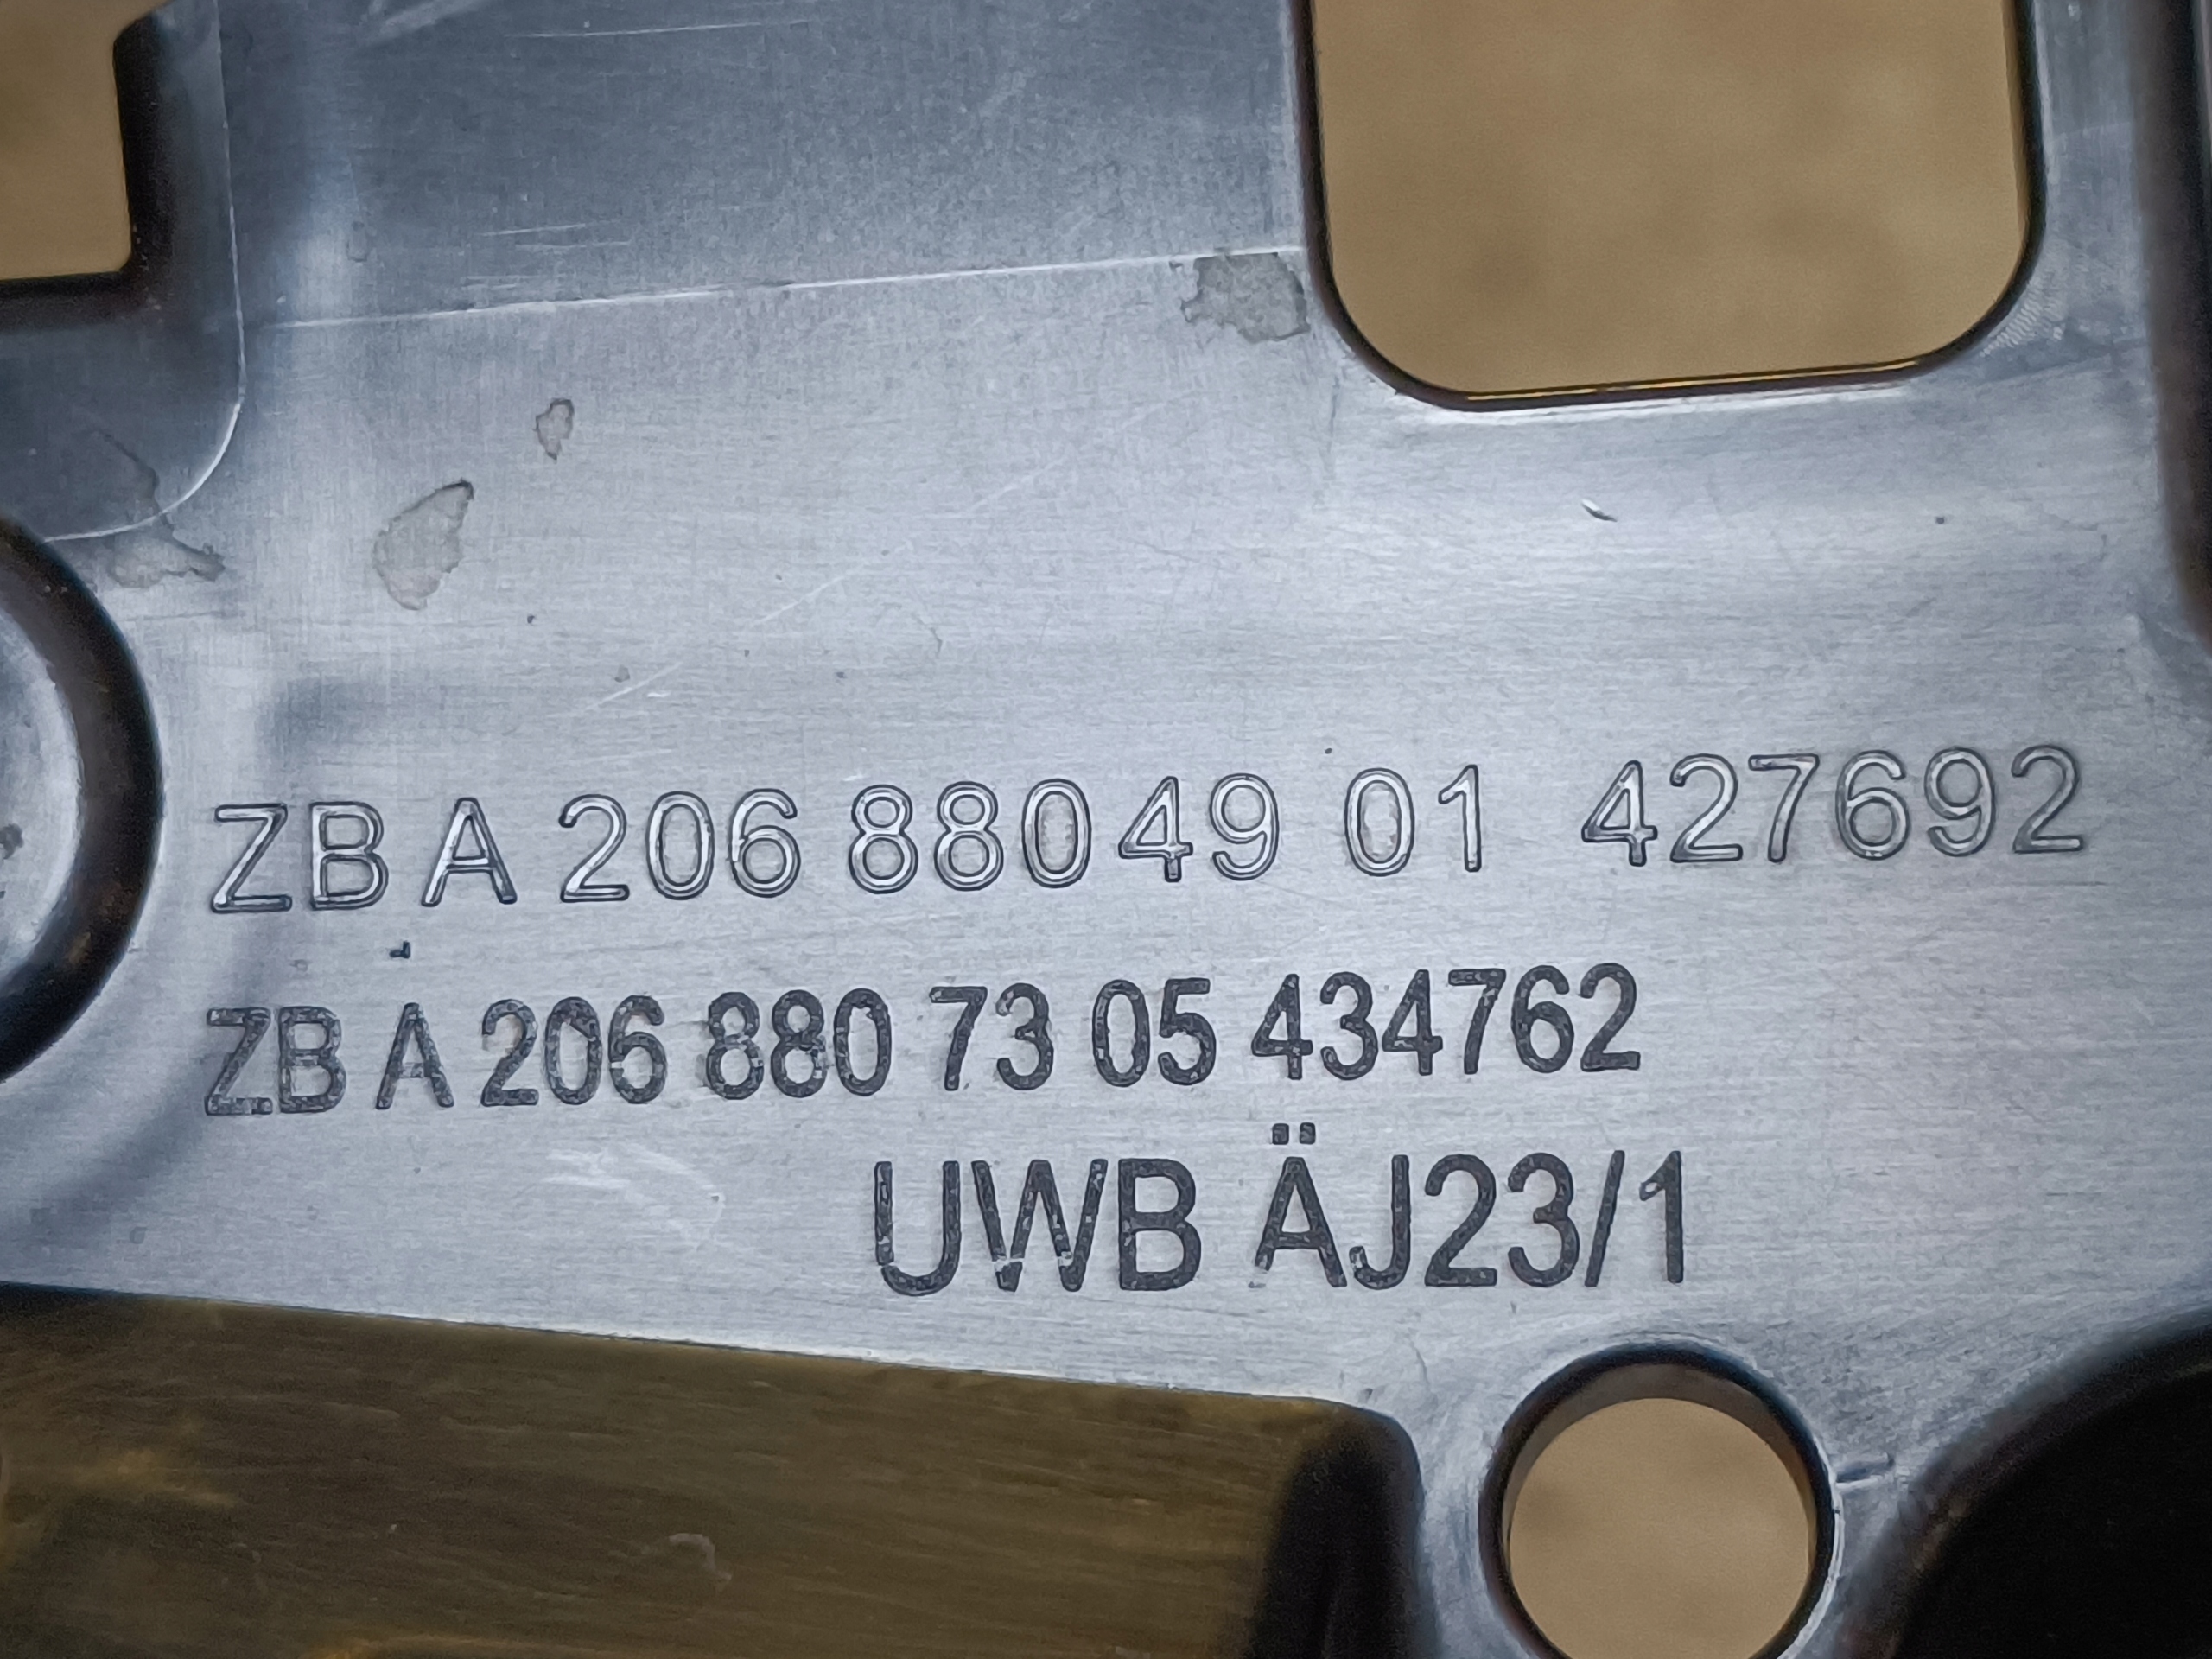 ZB A 206 880 49 01 427692
ZB A 206 880 73 05 434762
UWB ÄJ23/1